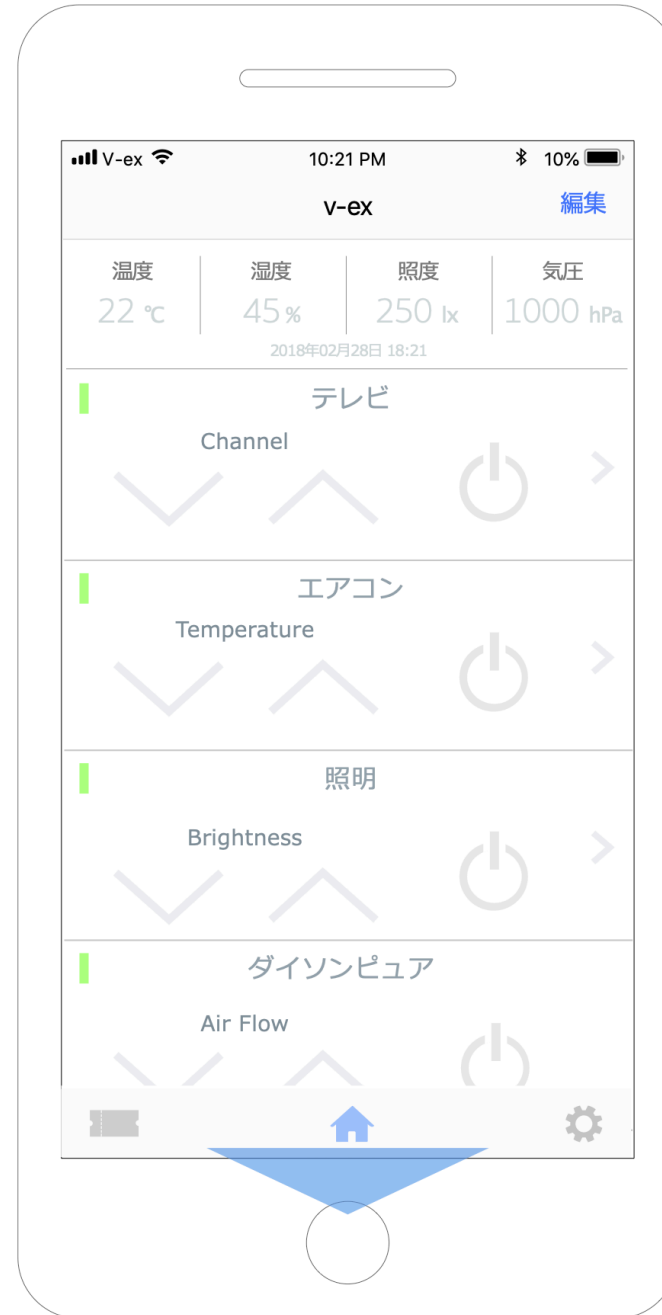 V-ex 10:21 PM 10%
v-ex 編集
温度 湿度 照度 気圧
22 ℃ 45 % 250 lx 1000 hPa
2018年02月28日 18:21
テレビ
Channel
エアコン
Temperature
照明
Brightness
ダイソンピュア
Air Flow